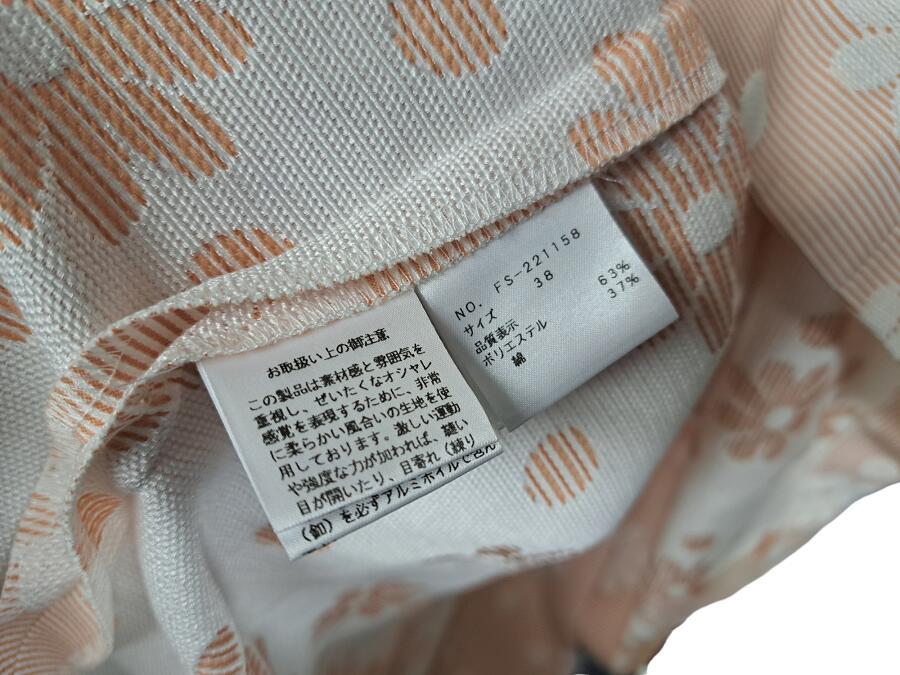 お取扱い上の御注意
この製品は素材感と雰囲気を
重視し、ぜいたくなオシャレ
感覚を表現するために、非常
に柔らかい風合いの生地を使
用しております。激しい運動
や強度な力が加われば、縫い
目が開いたり、目寄れ（練り
（釦）を必ずアルミホイルで包
NO. FS-221158
サイズ 38
品質表示
ポリエステル 63%
綿 37%